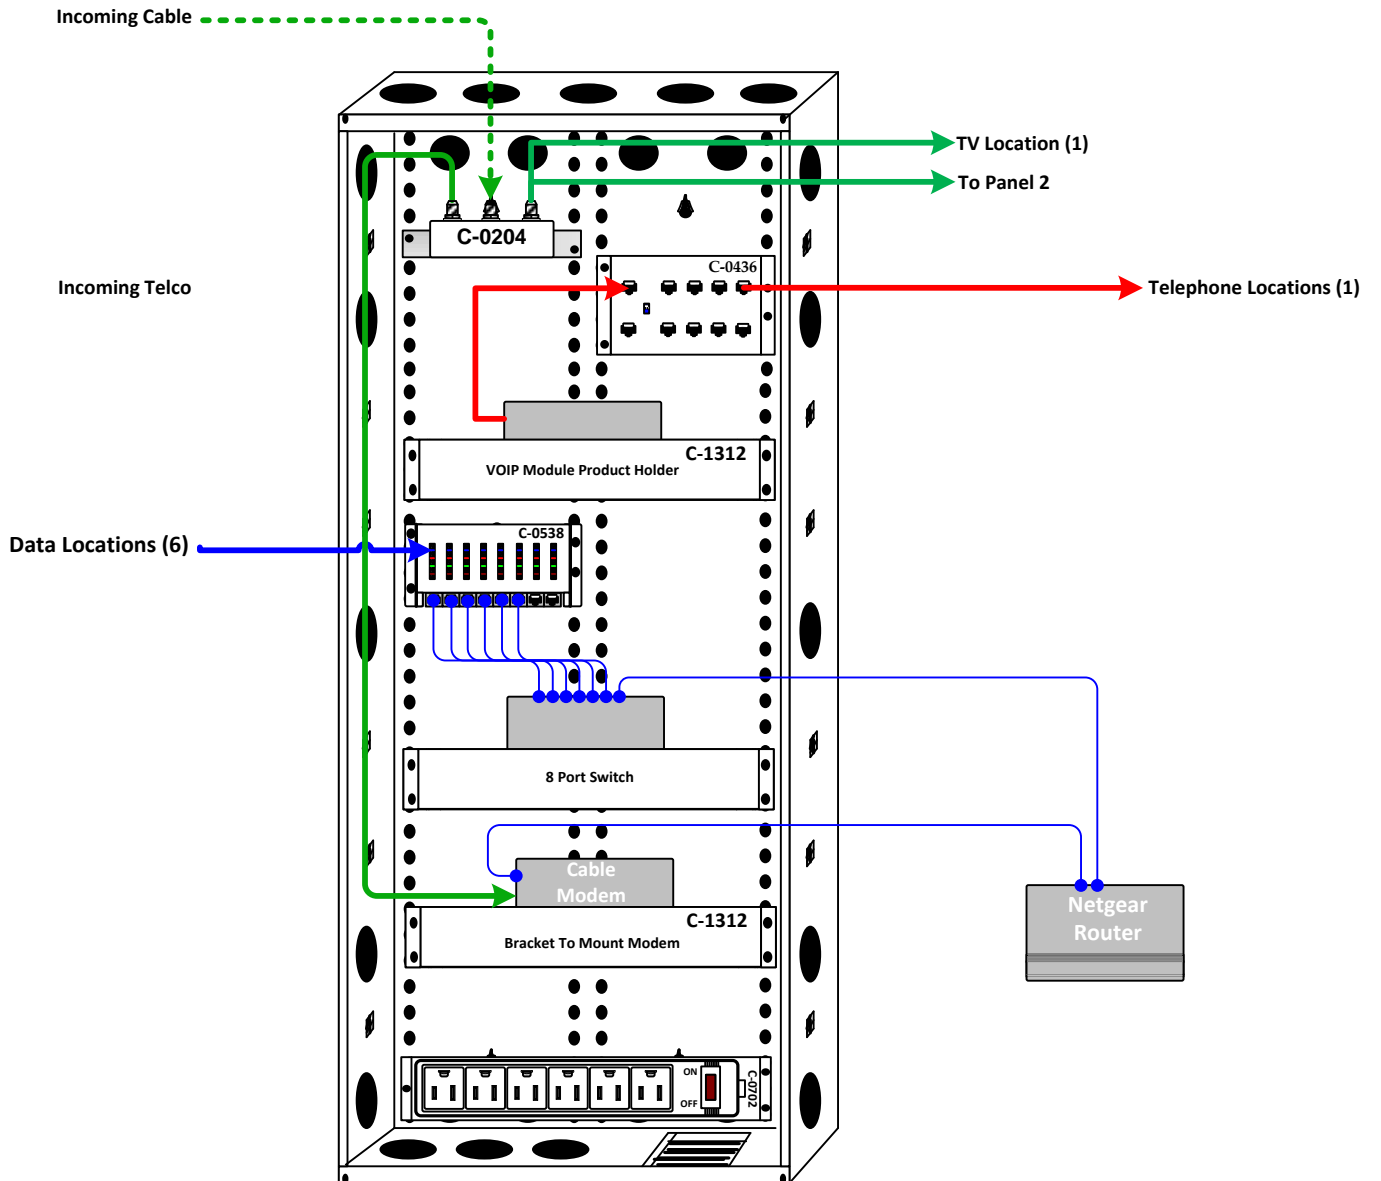 Incoming Cable
TV Location (1)
To Panel 2
C-0204
C-0436
Incoming Telco
Telephone Locations (1)
C-1312
VOIP Module Product Holder
C-0538
Data Locations (6)
8 Port Switch
Cable
Modem
C-1312
Bracket To Mount Modem
Netgear
Router
ON
OFF
C-0702